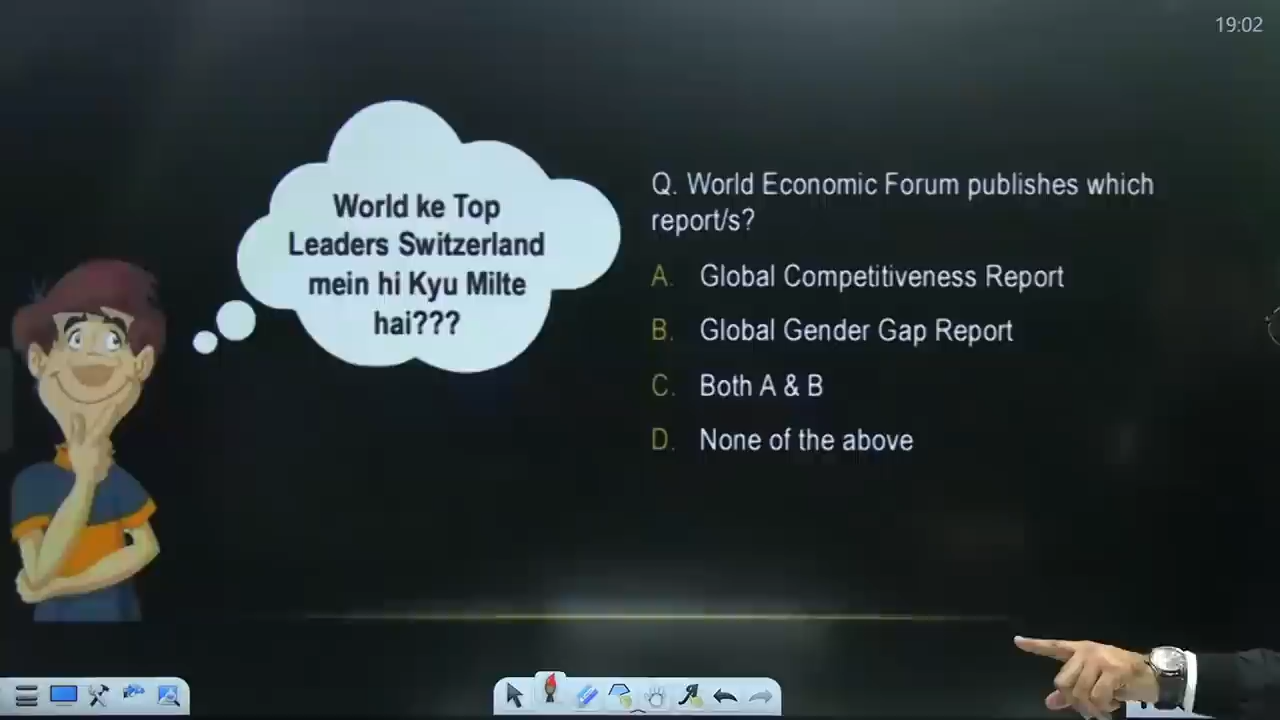 19:02
World ke Top
Leaders Switzerland
mein hi Kyu Milte
hai???
Q. World Economic Forum publishes which
report/s?
A. Global Competitiveness Report
B. Global Gender Gap Report
C. Both A & B
D. None of the above